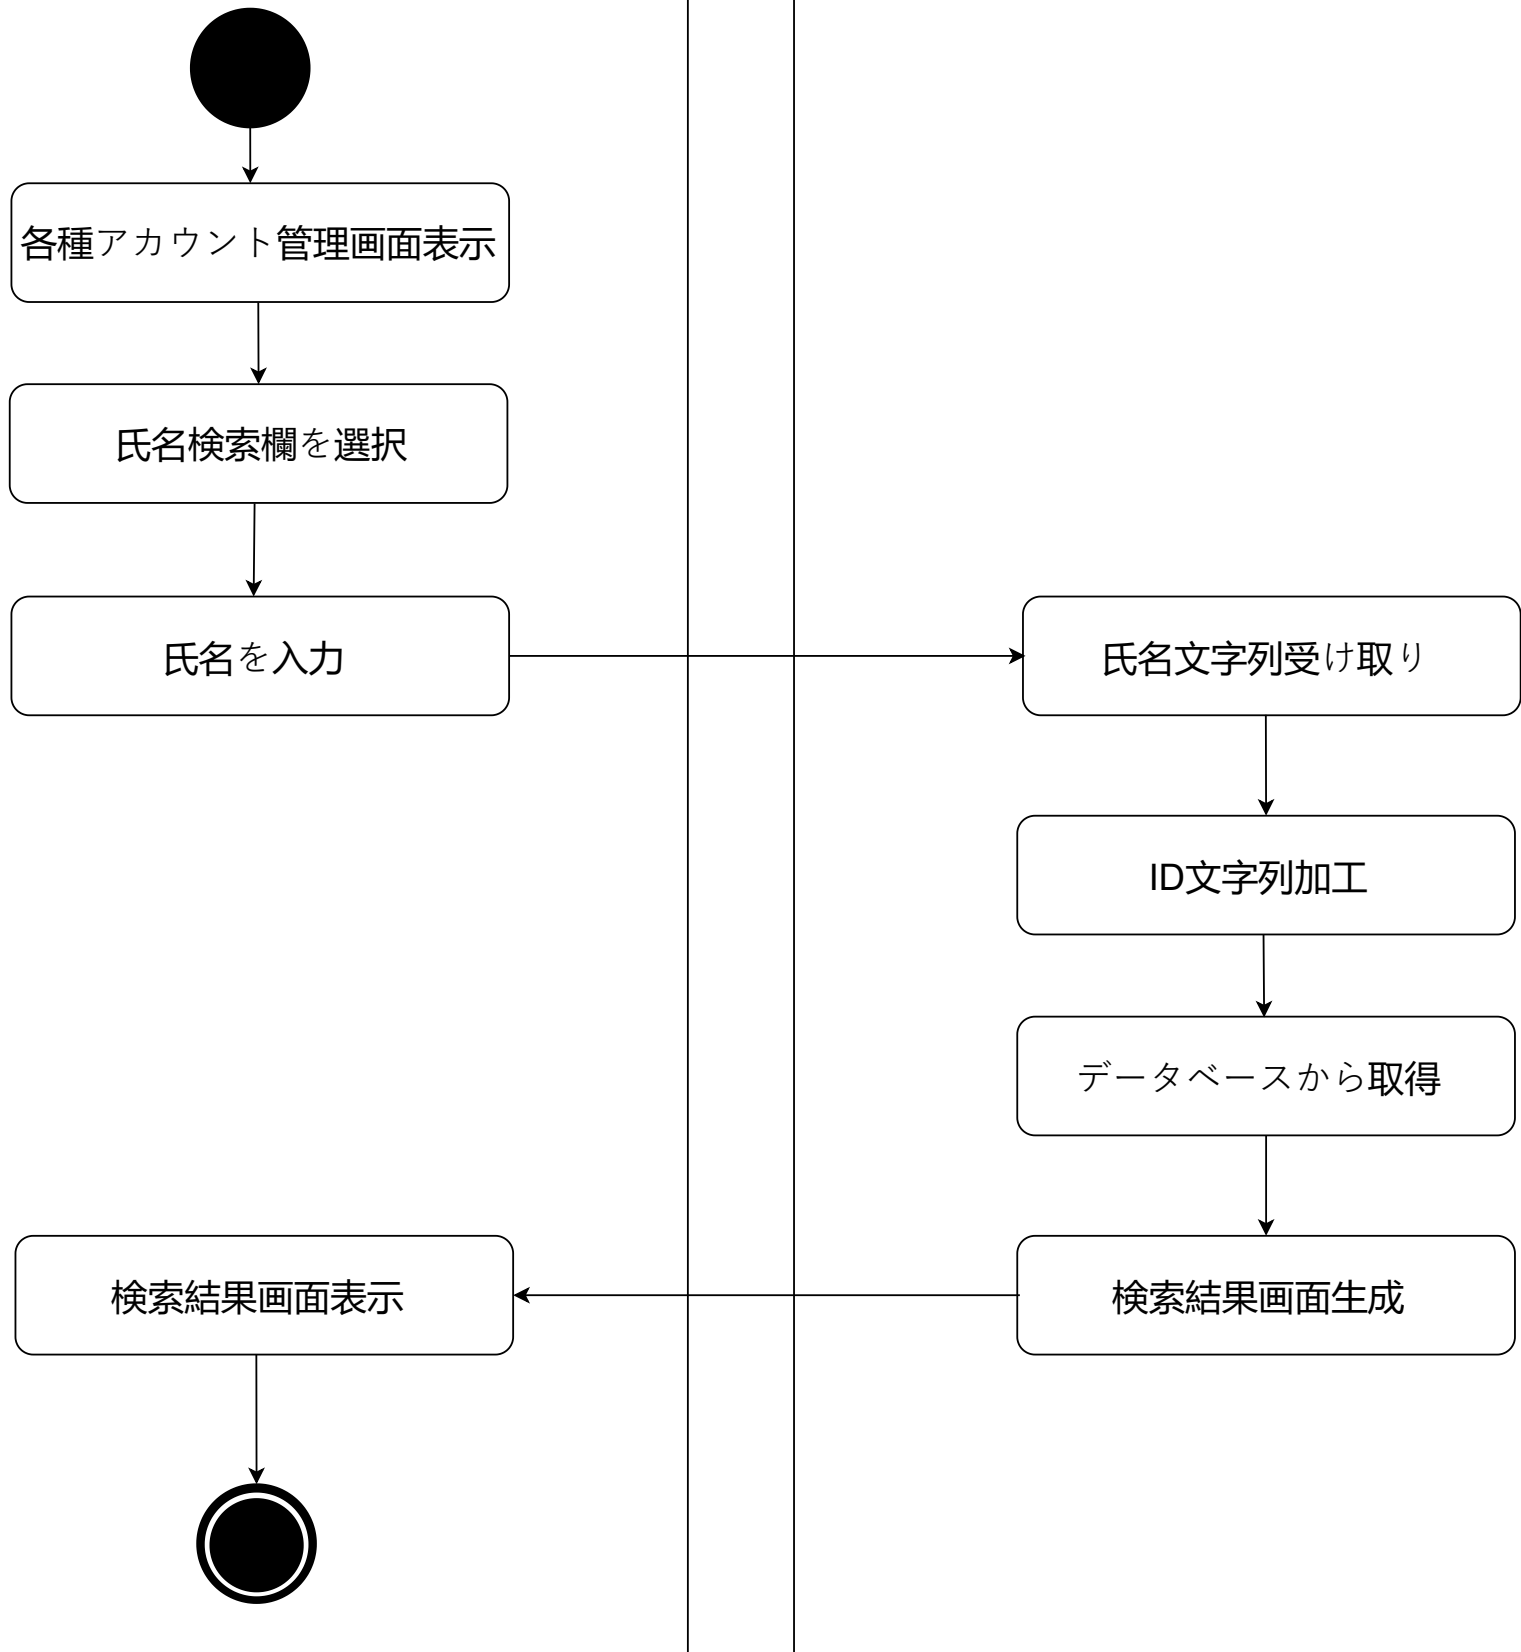 各種アカウント管理画面表示
氏名検索欄を選択
氏名を入力
氏名文字列受け取り
ID文字列加工
データベースから取得
検索結果画面生成
検索結果画面表示